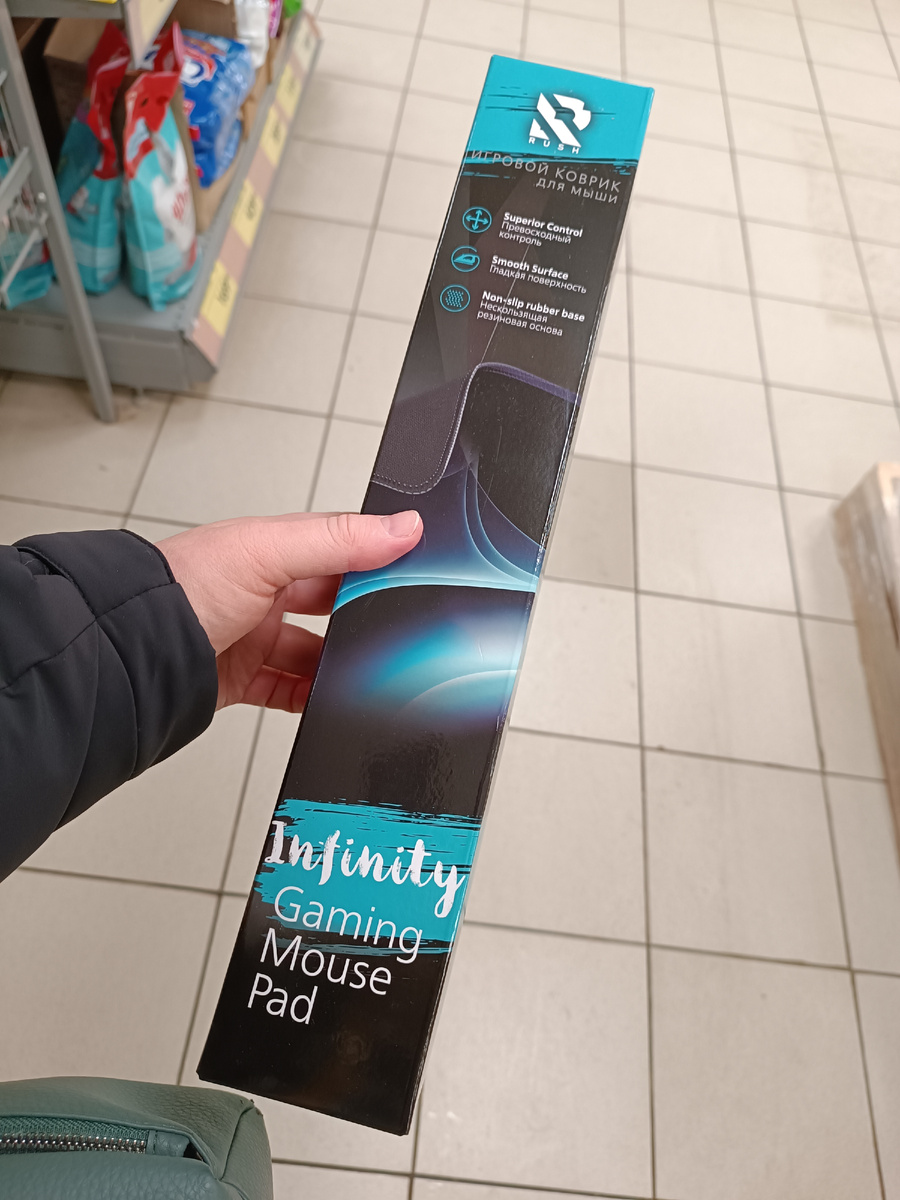 RUSH
ИГРОВОЙ КОВРИК
ДЛЯ МЫШИ
Superior Control
Превосходный
контроль
Smooth Surface
Гладкая поверхность
Non-slip rubber base
Нескользящая
резиновая основа
Infinity
Gaming
Mouse
Pad